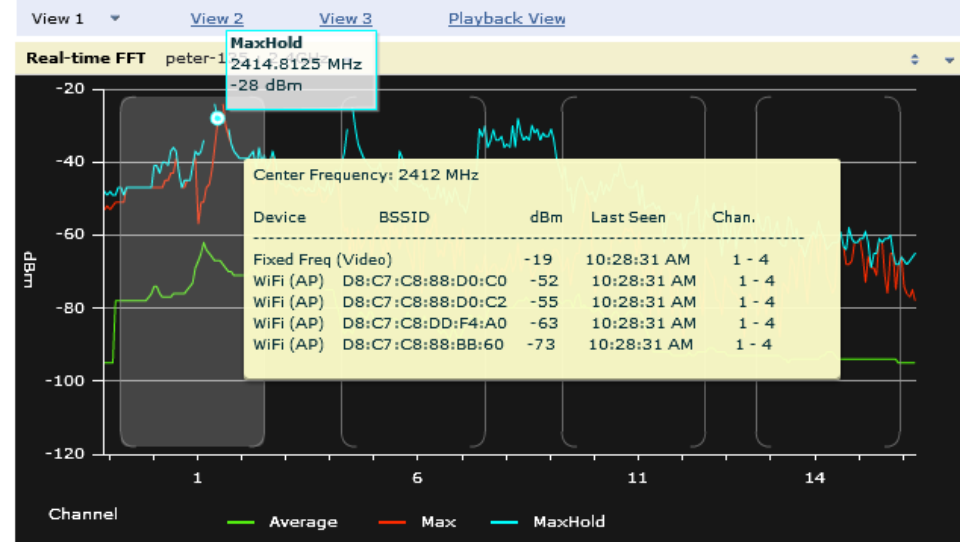 View 1 View 2 View 3 Playback View
Real-time FFT peter-1
MaxHold
2414.8125 MHz
-28 dBm
-20
-40
-60
-80
-100
-120
dBm
Center Frequency: 2412 MHz
Device BSSID dBm Last Seen Chan.
Fixed Freq (Video) -19 10:28:31 AM 1 - 4
WiFi (AP) D8:C7:C8:88:D0:C0 -52 10:28:31 AM 1 - 4
WiFi (AP) D8:C7:C8:88:D0:C2 -55 10:28:31 AM 1 - 4
WiFi (AP) D8:C7:C8:DD:F4:A0 -63 10:28:31 AM 1 - 4
WiFi (AP) D8:C7:C8:88:BB:60 -73 10:28:31 AM 1 - 4
1 6 11 14
Channel Average Max MaxHold